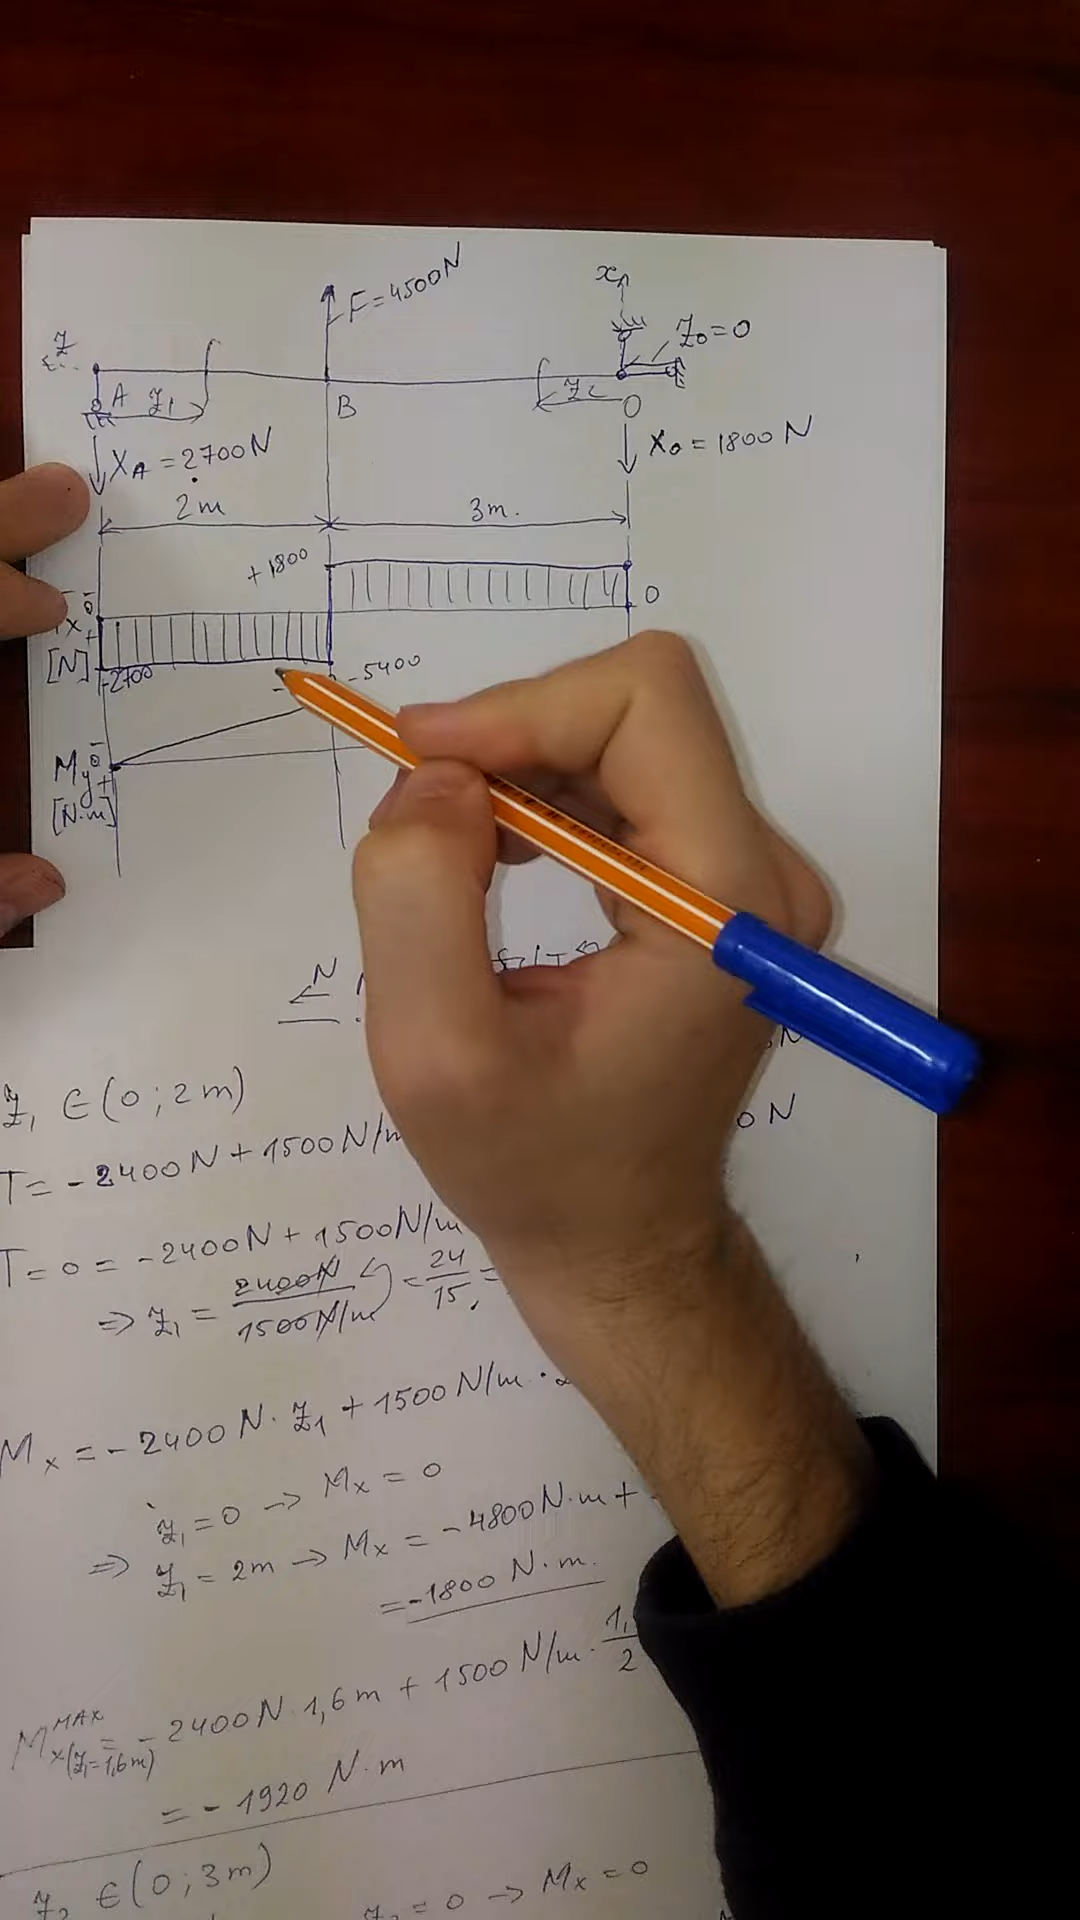 F=4500N
x
Z
Z₀=0
A Z₁
B
Z₂
O
X_A = 2700N
X₀ = 1800 N
2m
3m.
+1800
O
[N]
-2700
-5400
My
[N·m]
N
Z₁ ∈ (0; 2m)
0 N
T = -2400N + 1500N/m
T = 0 = -2400N + 1500N/m
=> Z₁ = 2400N / 1500N/m = 24/15 =
Mx = -2400 N · Z₁ + 1500 N/m ·
Z₁ = 0 -> Mx = 0
=> Z₁ = 2m -> Mx = -4800N·m +
= -1800 N·m.
Mx^MAX (Z₁=1,6m) = -2400N · 1,6m + 1500 N/m ·
= -1920 N·m
Z₂ ∈ (0; 3m)
Z₂ = 0 -> Mx = 0